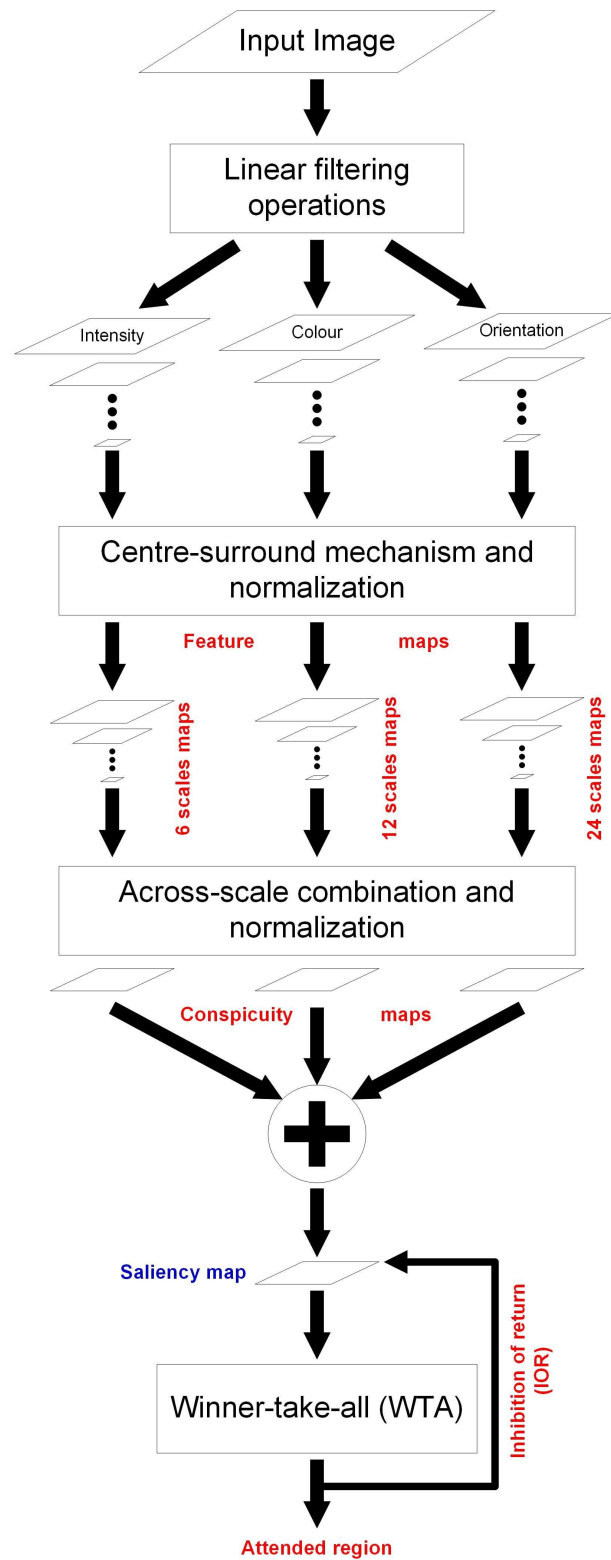 Input Image
Linear filtering
operations
Intensity
Colour
Orientation
Centre-surround mechanism and
normalization
Feature maps
6 scales maps
12 scales maps
24 scales maps
Across-scale combination and
normalization
Conspicuity maps
Saliency map
Inhibition of return
(IOR)
Winner-take-all (WTA)
Attended region